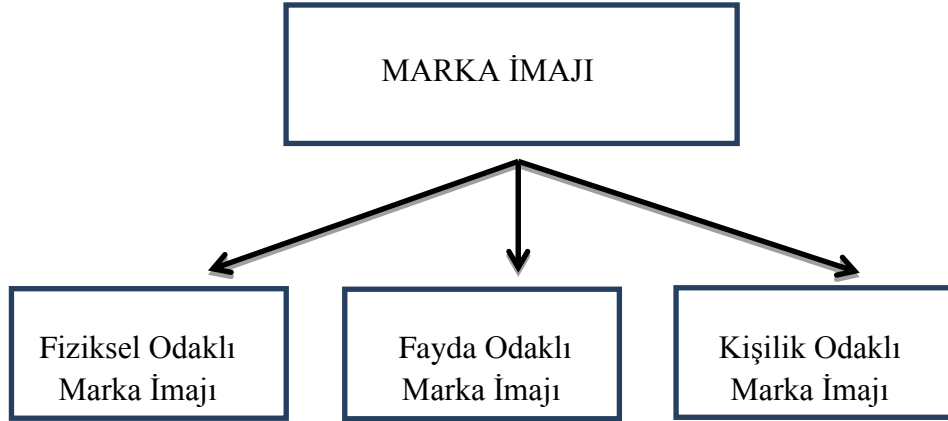 MARKA İMAJI
Fiziksel Odaklı
Marka İmajı
Fayda Odaklı
Marka İmajı
Kişilik Odaklı
Marka İmajı